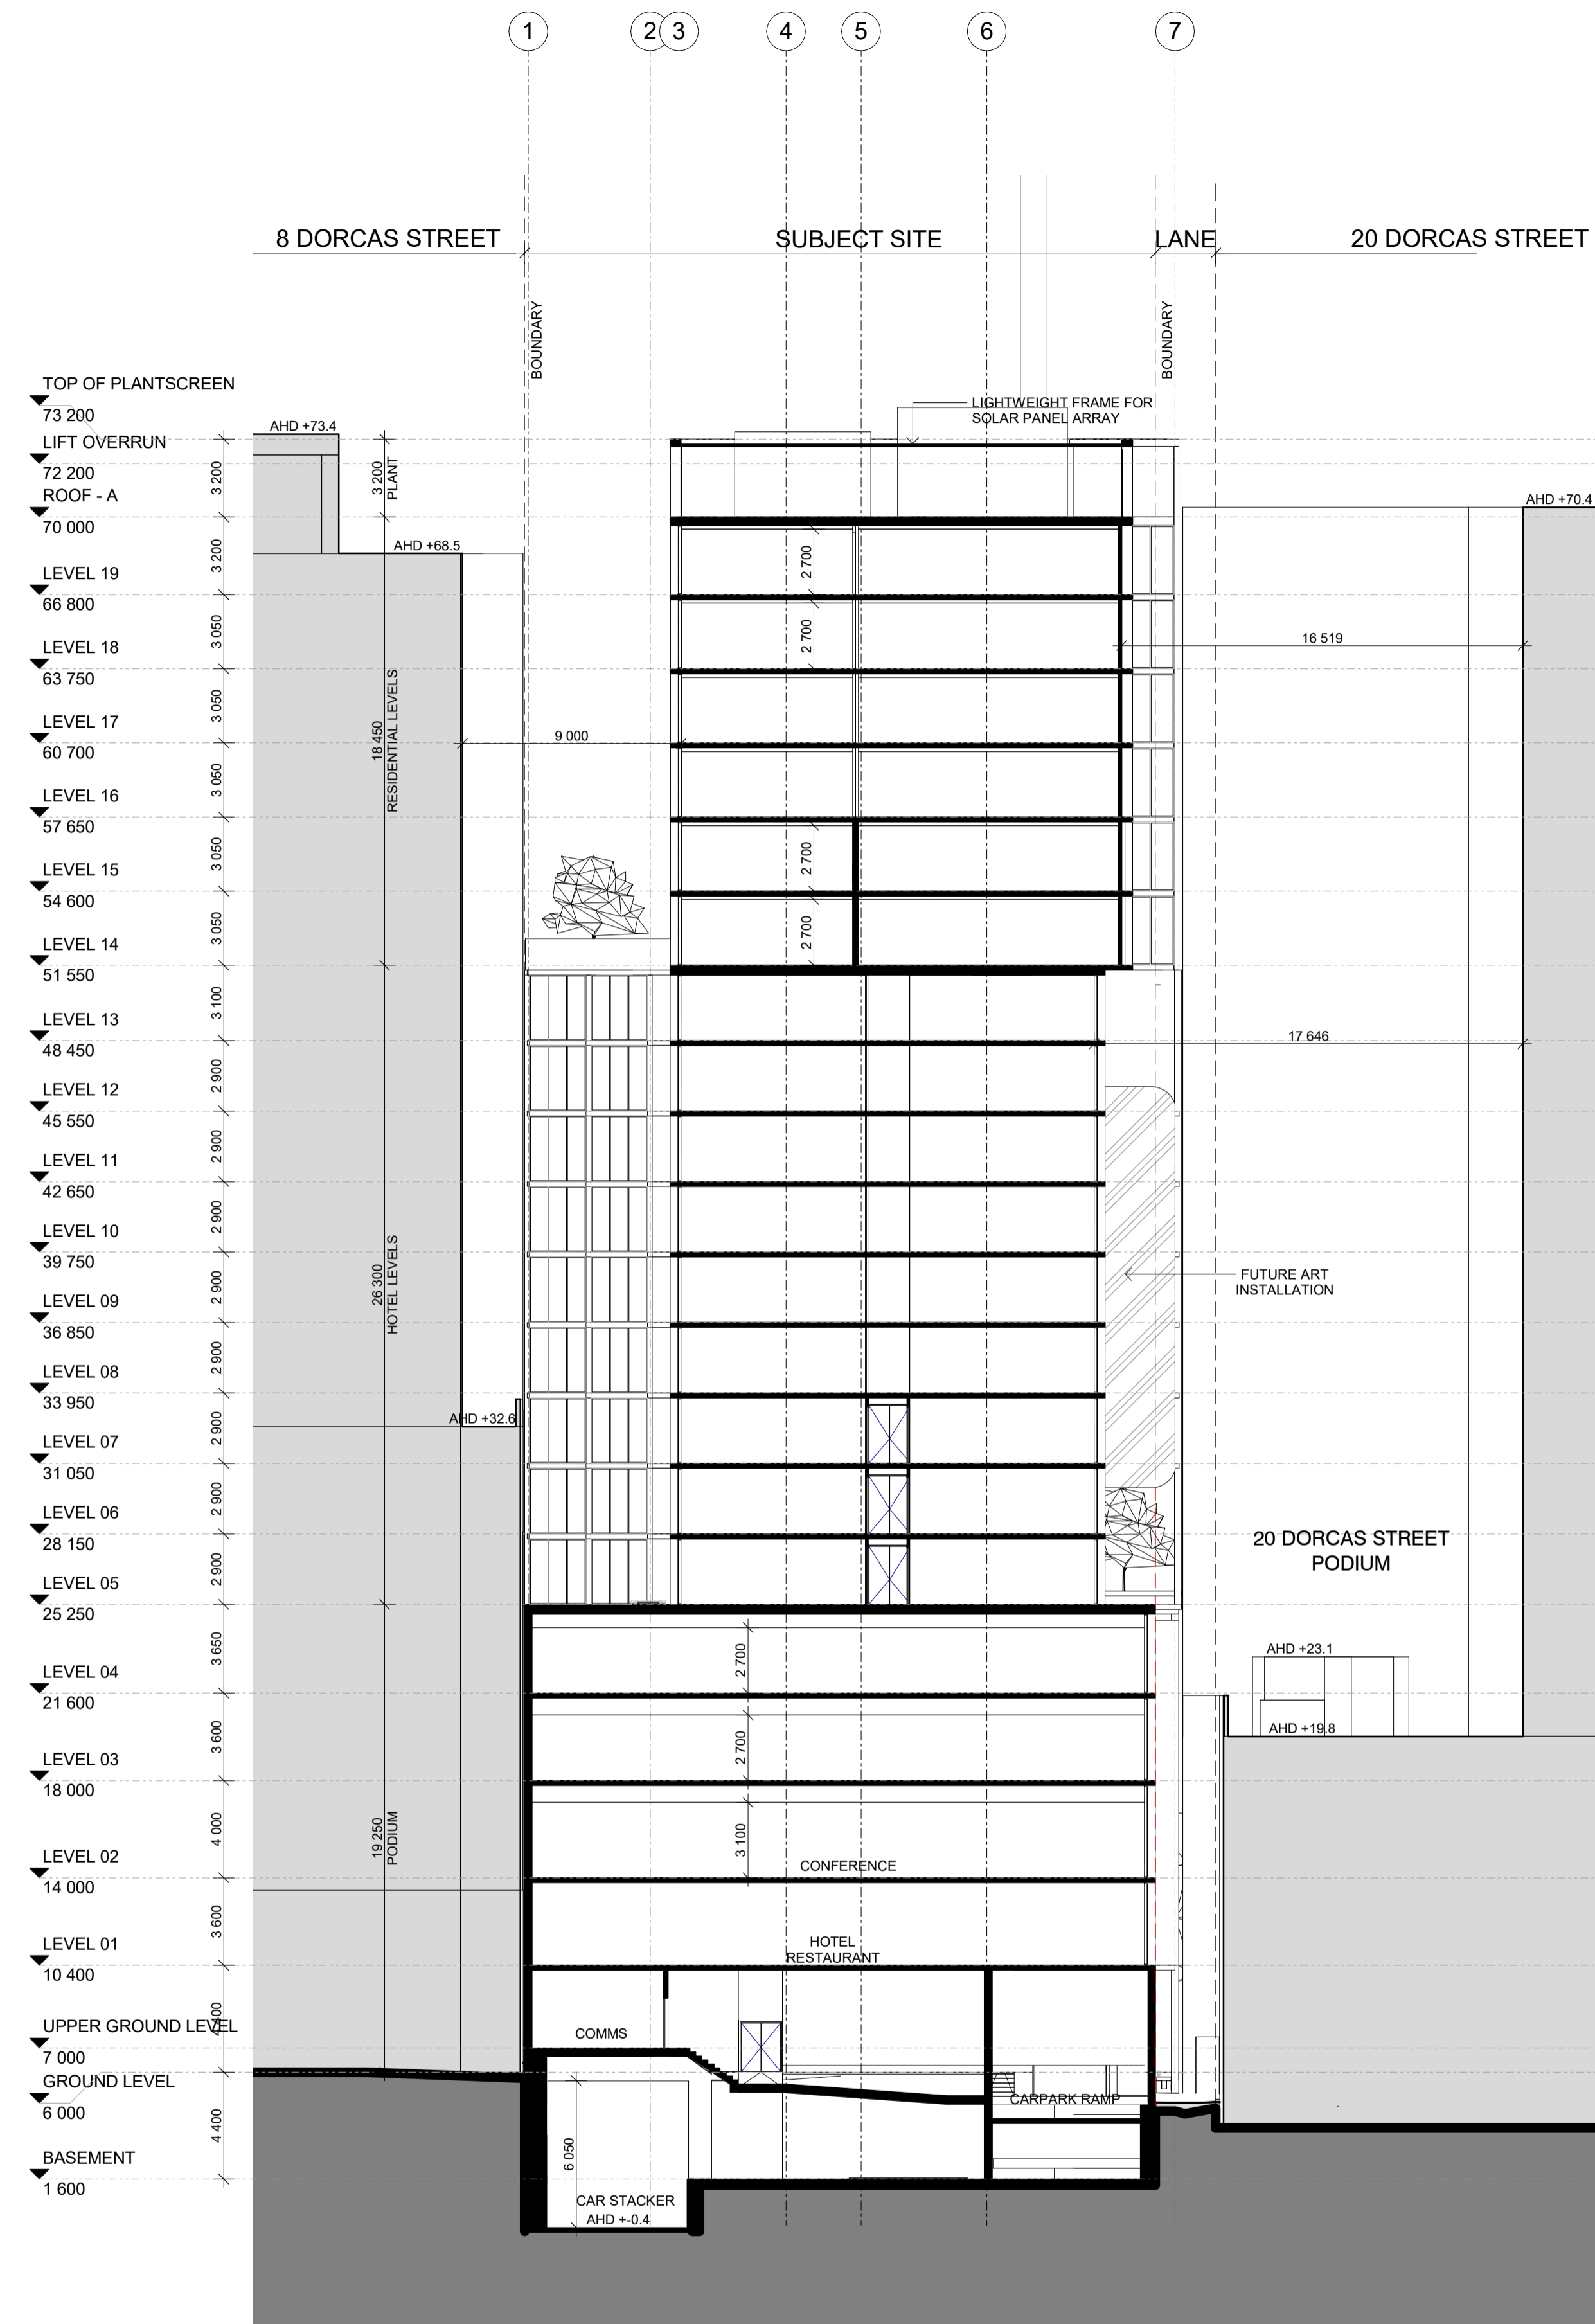 1
2
3
4
5
6
7
8 DORCAS STREET
SUBJECT SITE
LANE
20 DORCAS STREET
BOUNDARY
BOUNDARY
TOP OF PLANTSCREEN
73 200
LIFT OVERRUN
72 200
ROOF - A
70 000
LEVEL 19
66 800
LEVEL 18
63 750
LEVEL 17
60 700
LEVEL 16
57 650
LEVEL 15
54 600
LEVEL 14
51 550
LEVEL 13
48 450
LEVEL 12
45 550
LEVEL 11
42 650
LEVEL 10
39 750
LEVEL 09
36 850
LEVEL 08
33 950
LEVEL 07
31 050
LEVEL 06
28 150
LEVEL 05
25 250
LEVEL 04
21 600
LEVEL 03
18 000
LEVEL 02
14 000
LEVEL 01
10 400
UPPER GROUND LEVEL
7 000
GROUND LEVEL
6 000
BASEMENT
1 600
3 200
3 200
3 050
3 050
3 050
3 050
3 050
3 100
2 900
2 900
2 900
2 900
2 900
2 900
2 900
2 900
3 650
3 600
4 000
3 600
4 400
4 400
3 200
PLANT
18 450
RESIDENTIAL LEVELS
26 300
HOTEL LEVELS
19 250
PODIUM
AHD +73.4
AHD +68.5
AHD +32.6
9 000
LIGHTWEIGHT FRAME FOR
SOLAR PANEL ARRAY
2 700
2 700
2 700
2 700
2 700
2 700
3 100
CONFERENCE
HOTEL
RESTAURANT
COMMS
CARPARK RAMP
6 050
CAR STACKER
AHD +-0.4
AHD +70.4
16 519
17 646
FUTURE ART
INSTALLATION
20 DORCAS STREET
PODIUM
AHD +23.1
AHD +19.8